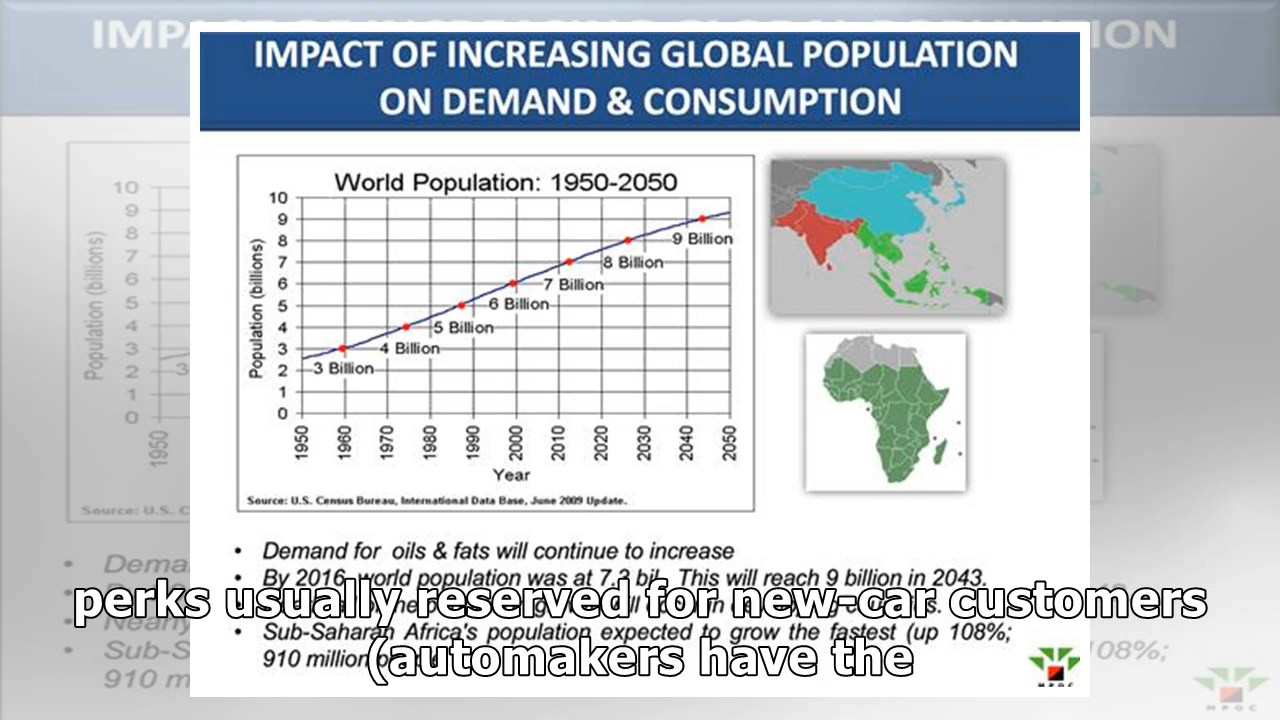 IMPACT OF INCREASING GLOBAL POPULATION
ON DEMAND & CONSUMPTION
World Population: 1950-2050
10
9
8
7
6
5
4
3
2
1
0
Population (billions)
3 Billion
4 Billion
5 Billion
6 Billion
7 Billion
8 Billion
9 Billion
1950 1960 1970 1980 1990 2000 2010 2020 2030 2040 2050
Year
Source: U.S. Census Bureau, International Data Base, June 2009 Update.
• Demand for oils & fats will continue to increase
• By 2016, world population was at 7.3 bil. This will reach 9 billion in 2043.
• Sub-Saharan Africa's population expected to grow the fastest (up 108%;
910 million
perks usually reserved for new-car customers
(automakers have the
MPOC